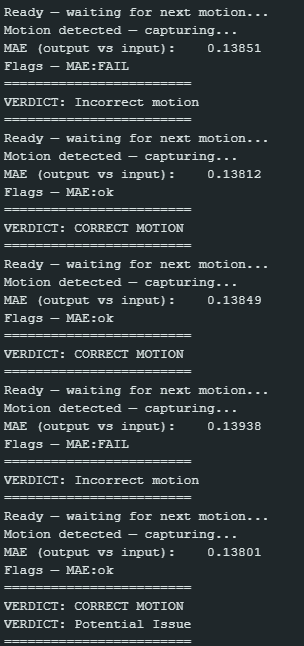 Ready — waiting for next motion...
Motion detected — capturing...
MAE (output vs input):    0.13851
Flags — MAE:FAIL
========================
VERDICT: Incorrect motion
========================
Ready — waiting for next motion...
Motion detected — capturing...
MAE (output vs input):    0.13812
Flags — MAE:ok
========================
VERDICT: CORRECT MOTION
========================
Ready — waiting for next motion...
Motion detected — capturing...
MAE (output vs input):    0.13849
Flags — MAE:ok
========================
VERDICT: CORRECT MOTION
========================
Ready — waiting for next motion...
Motion detected — capturing...
MAE (output vs input):    0.13938
Flags — MAE:FAIL
========================
VERDICT: Incorrect motion
========================
Ready — waiting for next motion...
Motion detected — capturing...
MAE (output vs input):    0.13801
Flags — MAE:ok
========================
VERDICT: CORRECT MOTION
VERDICT: Potential Issue
========================